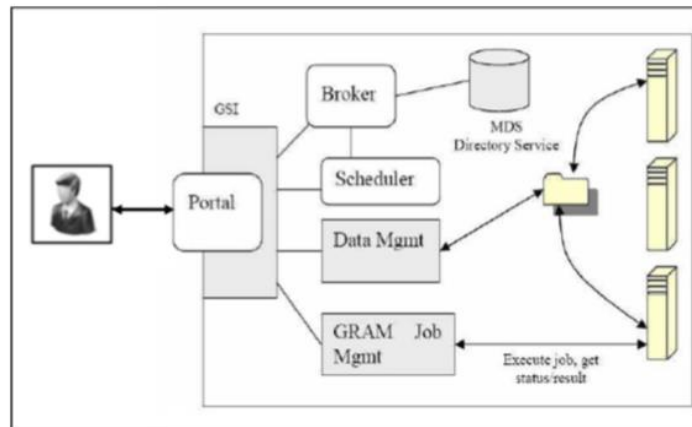 GSI
Broker
MDS
Directory Service
Scheduler
Portal
Data Mgmt
GRAM Job
Mgmt
Execute job, get
status/result